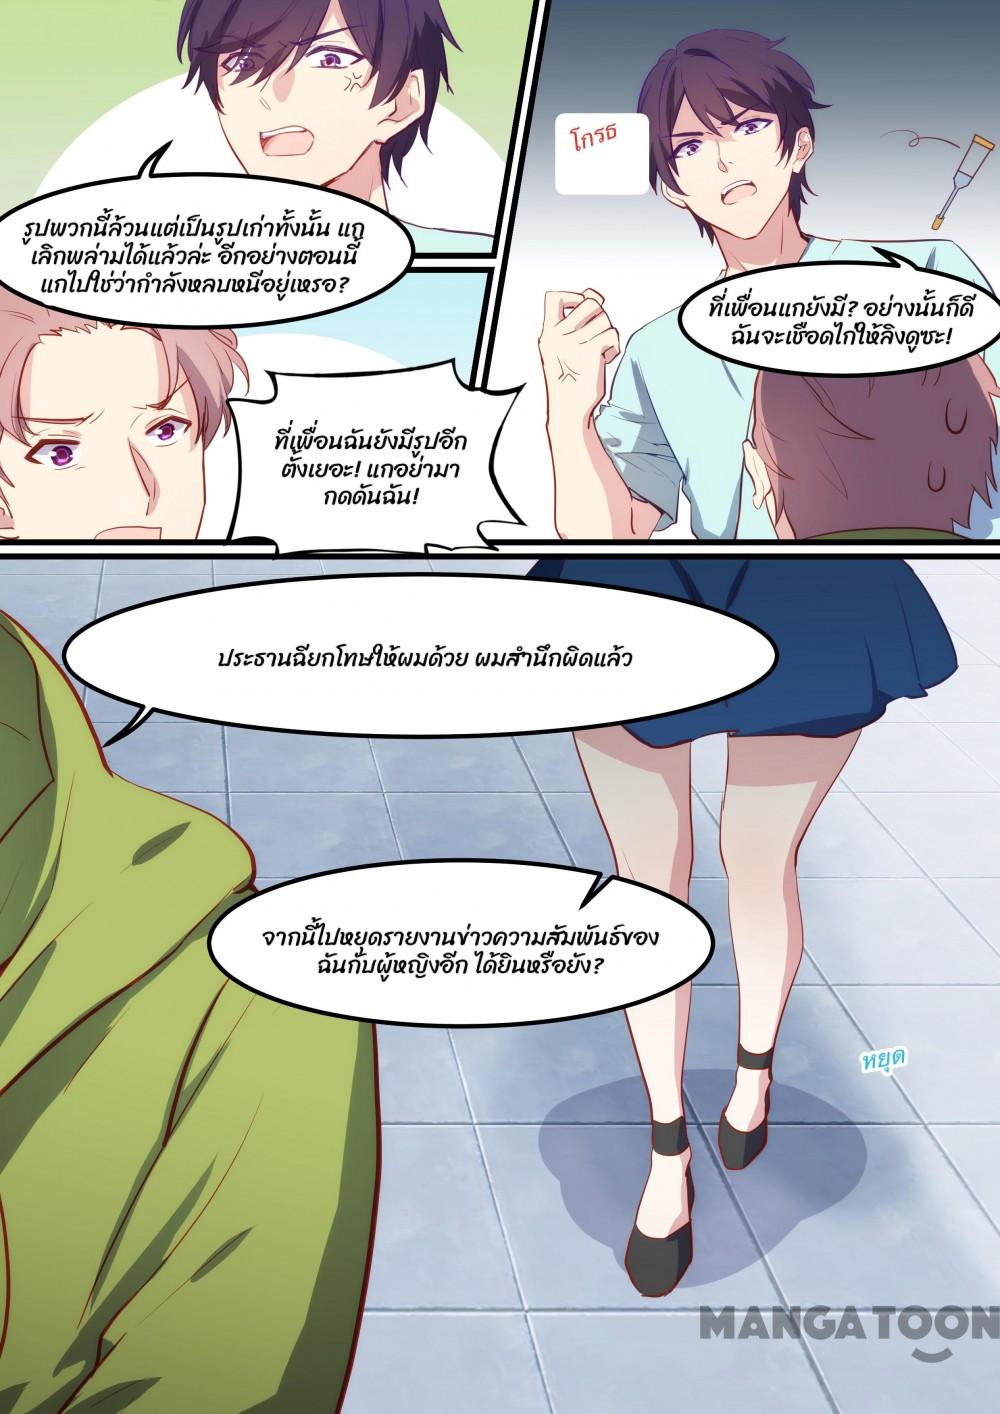 รูปพวกนี้ล้วนแต่เป็นรูปเก่าทั้งนั้น แก
เลิกพล่ามได้แล้วล่ะ อีกอย่างตอนนี้
แกไปใช่ว่ากำลังหลบหนีอยู่เหรอ?
โกรธ
ที่เพื่อนแกยังมี? อย่างนั้นก็ดี
ฉันจะเชือดไก่ให้ลิงดูซะ!
ที่เพื่อนฉันยังมีรูปอีก
ตั้งเยอะ! แกอย่ามา
กดดันฉัน!
ประธานฉียกโทษให้ผมด้วย ผมสำนึกผิดแล้ว
จากนี้ไปหยุดรายงานข่าวความสัมพันธ์ของ
ฉันกับผู้หญิงอีก ได้ยินหรือยัง?
หยุด
MANGATOON